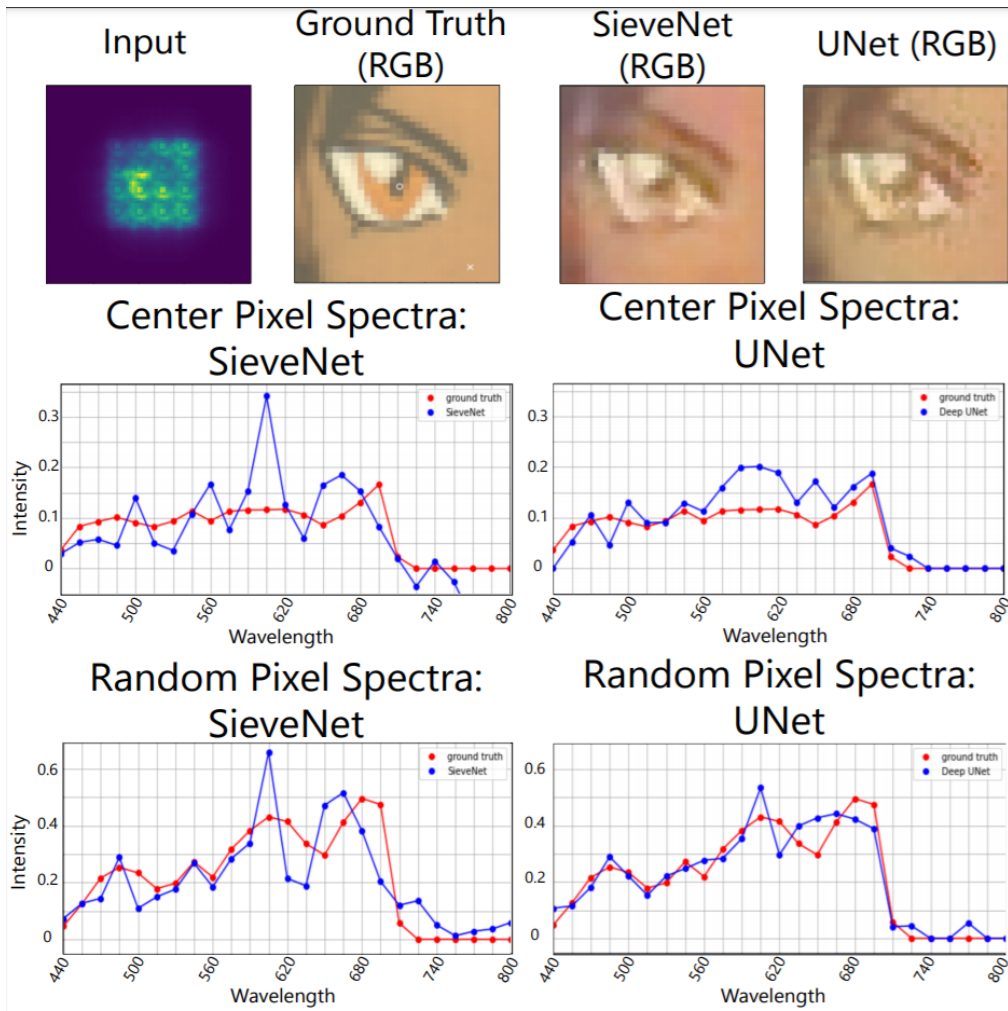 Input
Ground Truth
(RGB)
SieveNet
(RGB)
UNet (RGB)
Center Pixel Spectra:
SieveNet
Center Pixel Spectra:
UNet
ground truth
SieveNet
0.3
0.2
0.1
0
Intensity
440
500
560
620
680
740
800
Wavelength
ground truth
Deep UNet
0.3
0.2
0.1
0
440
500
560
620
680
740
800
Wavelength
Random Pixel Spectra:
SieveNet
Random Pixel Spectra:
UNet
ground truth
SieveNet
0.6
0.4
0.2
0
Intensity
440
500
560
620
680
740
800
Wavelength
ground truth
Deep UNet
0.6
0.4
0.2
0
440
500
560
620
680
740
800
Wavelength